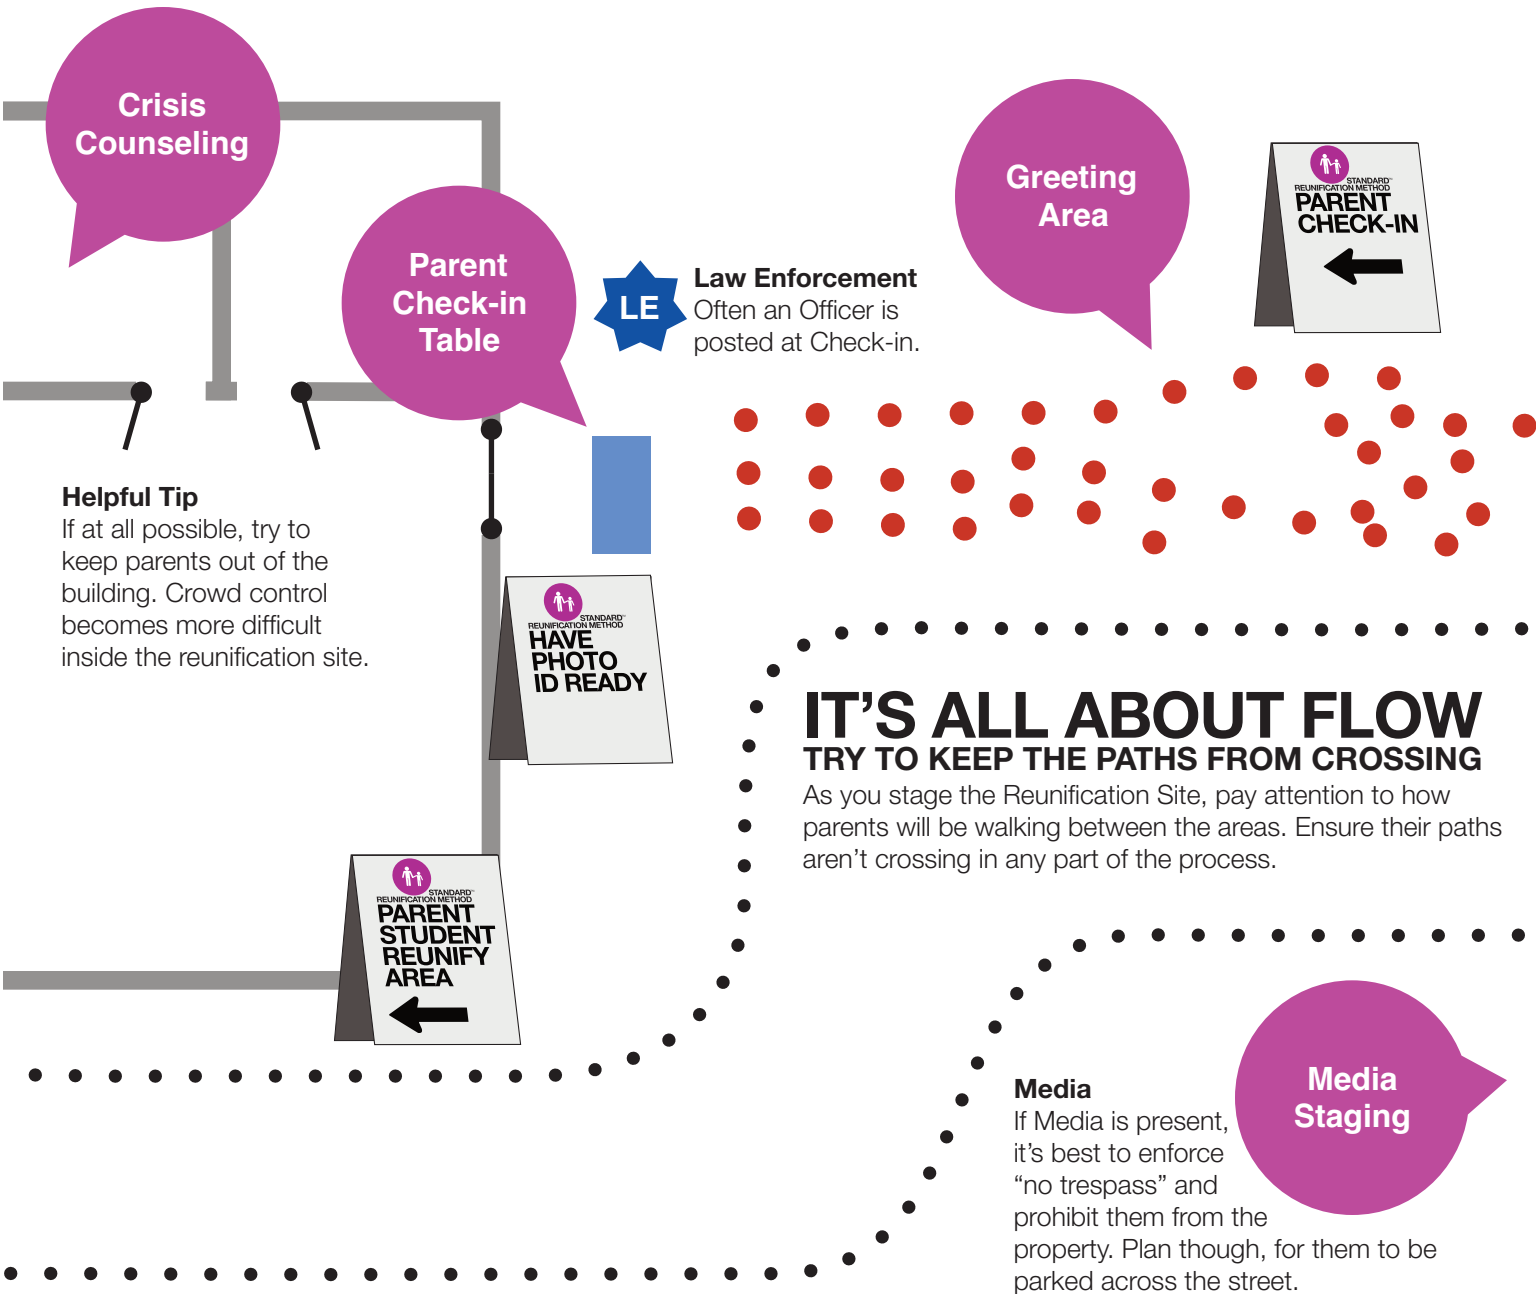 Crisis
Counseling
Parent
Check-in
Table
LE
Law Enforcement
Often an Officer is
posted at Check-in.
Greeting
Area
STANDARD™
REUNIFICATION METHOD
PARENT
CHECK-IN
Helpful Tip
If at all possible, try to
keep parents out of the
building. Crowd control
becomes more difficult
inside the reunification site.
STANDARD™
REUNIFICATION METHOD
HAVE
PHOTO
ID READY
IT’S ALL ABOUT FLOW
TRY TO KEEP THE PATHS FROM CROSSING
As you stage the Reunification Site, pay attention to how
parents will be walking between the areas. Ensure their paths
aren’t crossing in any part of the process.
STANDARD™
REUNIFICATION METHOD
PARENT
STUDENT
REUNIFY
AREA
Media
If Media is present,
it’s best to enforce
“no trespass” and
prohibit them from the
property. Plan though, for them to be
parked across the street.
Media
Staging